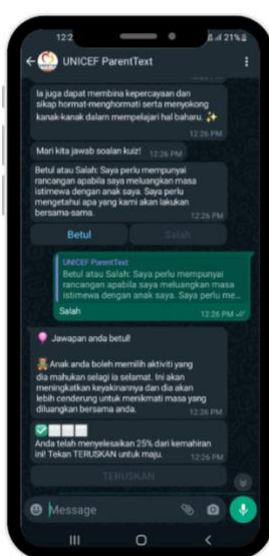 12:2
21%
UNICEF ParentText
Ia juga dapat membina kepercayaan dan
sikap hormat-menghormati serta menyokong
kanak-kanak dalam mempelajari hal baharu. ✨
12:26 PM
Mari kita jawab soalan kuiz!
12:26 PM
Betul atau Salah: Saya perlu mempunyai
rancangan apabila saya meluangkan masa
istimewa dengan anak saya. Saya perlu
mengetahui apa yang kami akan lakukan
bersama-sama.
12:26 PM
Betul
Salah
UNICEF ParentText
Betul atau Salah: Saya perlu mempunyai
rancangan apabila saya meluangkan masa
istimewa dengan anak saya. Saya perlu me...
Salah
12:26 PM
Jawapan anda betul!
Anak anda boleh memilih aktiviti yang
dia mahukan selagi ia selamat. Ini akan
meningkatkan keyakinannya dan dia akan
lebih cenderung untuk menikmati masa yang
diluangkan bersama anda.
12:26 PM
Anda telah menyelesaikan 25% dari kemahiran
ini! Tekan TERUSKAN untuk maju.
12:26 PM
TERUSKAN
Message